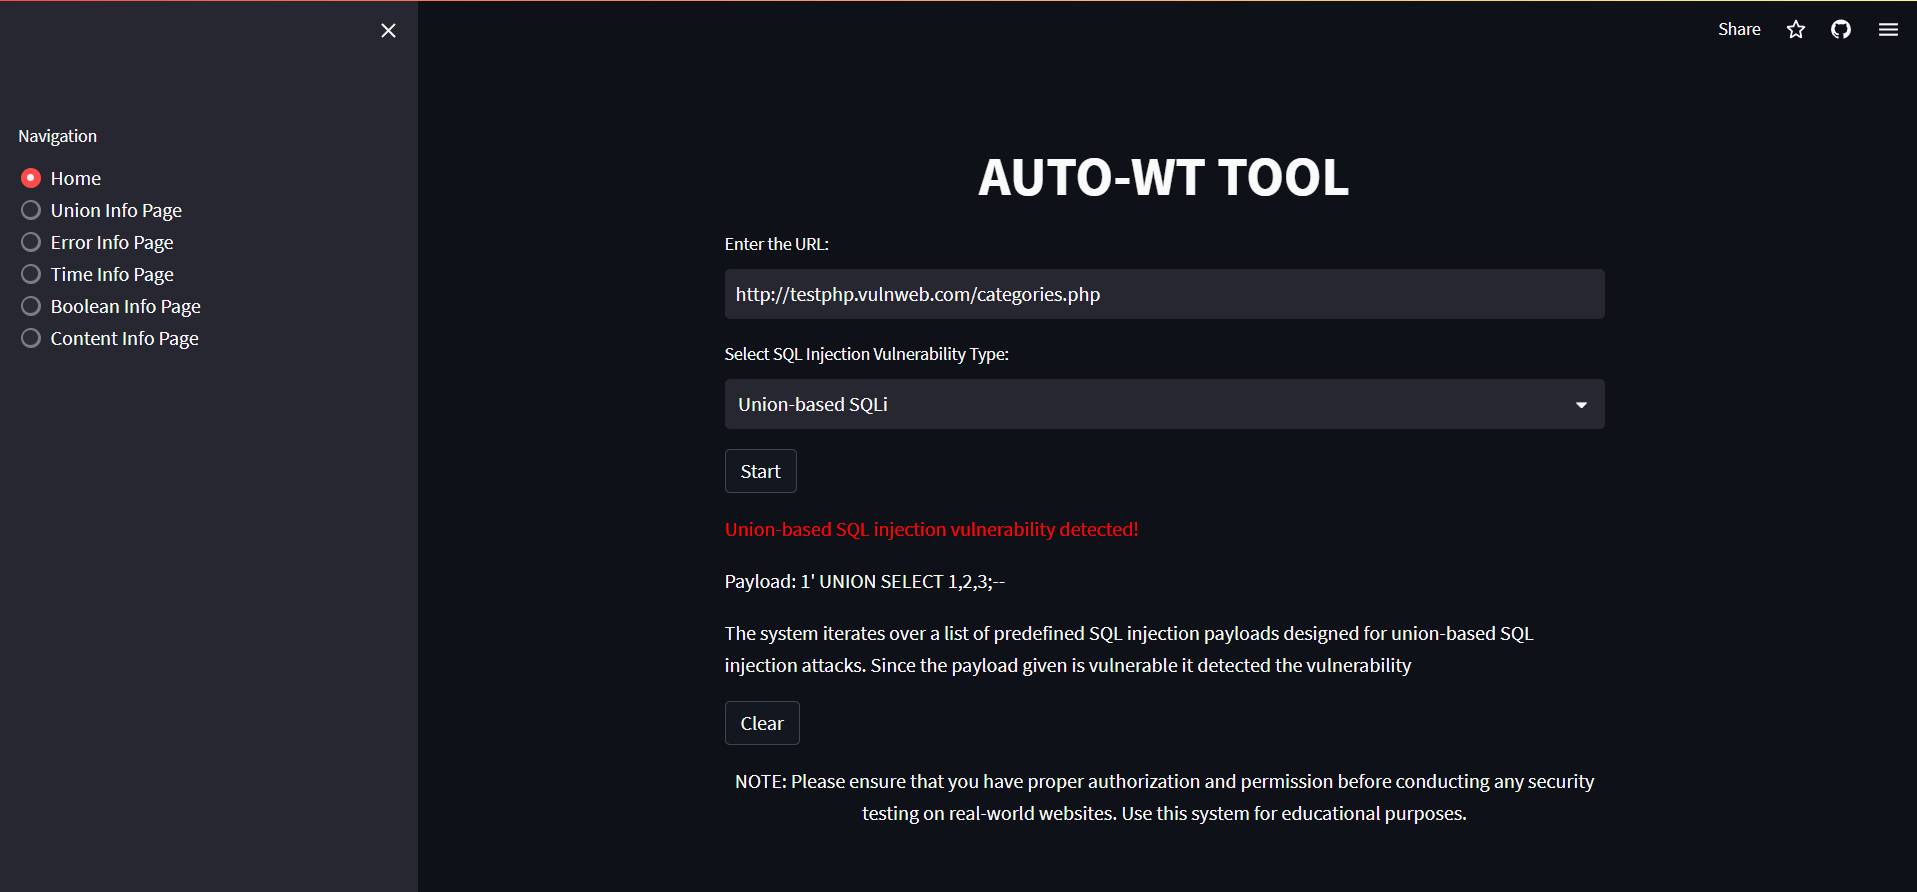 Share
Navigation
Home
Union Info Page
Error Info Page
Time Info Page
Boolean Info Page
Content Info Page
AUTO-WT TOOL
Enter the URL:
http://testphp.vulnweb.com/categories.php
Select SQL Injection Vulnerability Type:
Union-based SQLi
Start
Union-based SQL injection vulnerability detected!
Payload: 1' UNION SELECT 1,2,3;--
The system iterates over a list of predefined SQL injection payloads designed for union-based SQL
injection attacks. Since the payload given is vulnerable it detected the vulnerability
Clear
NOTE: Please ensure that you have proper authorization and permission before conducting any security
testing on real-world websites. Use this system for educational purposes.